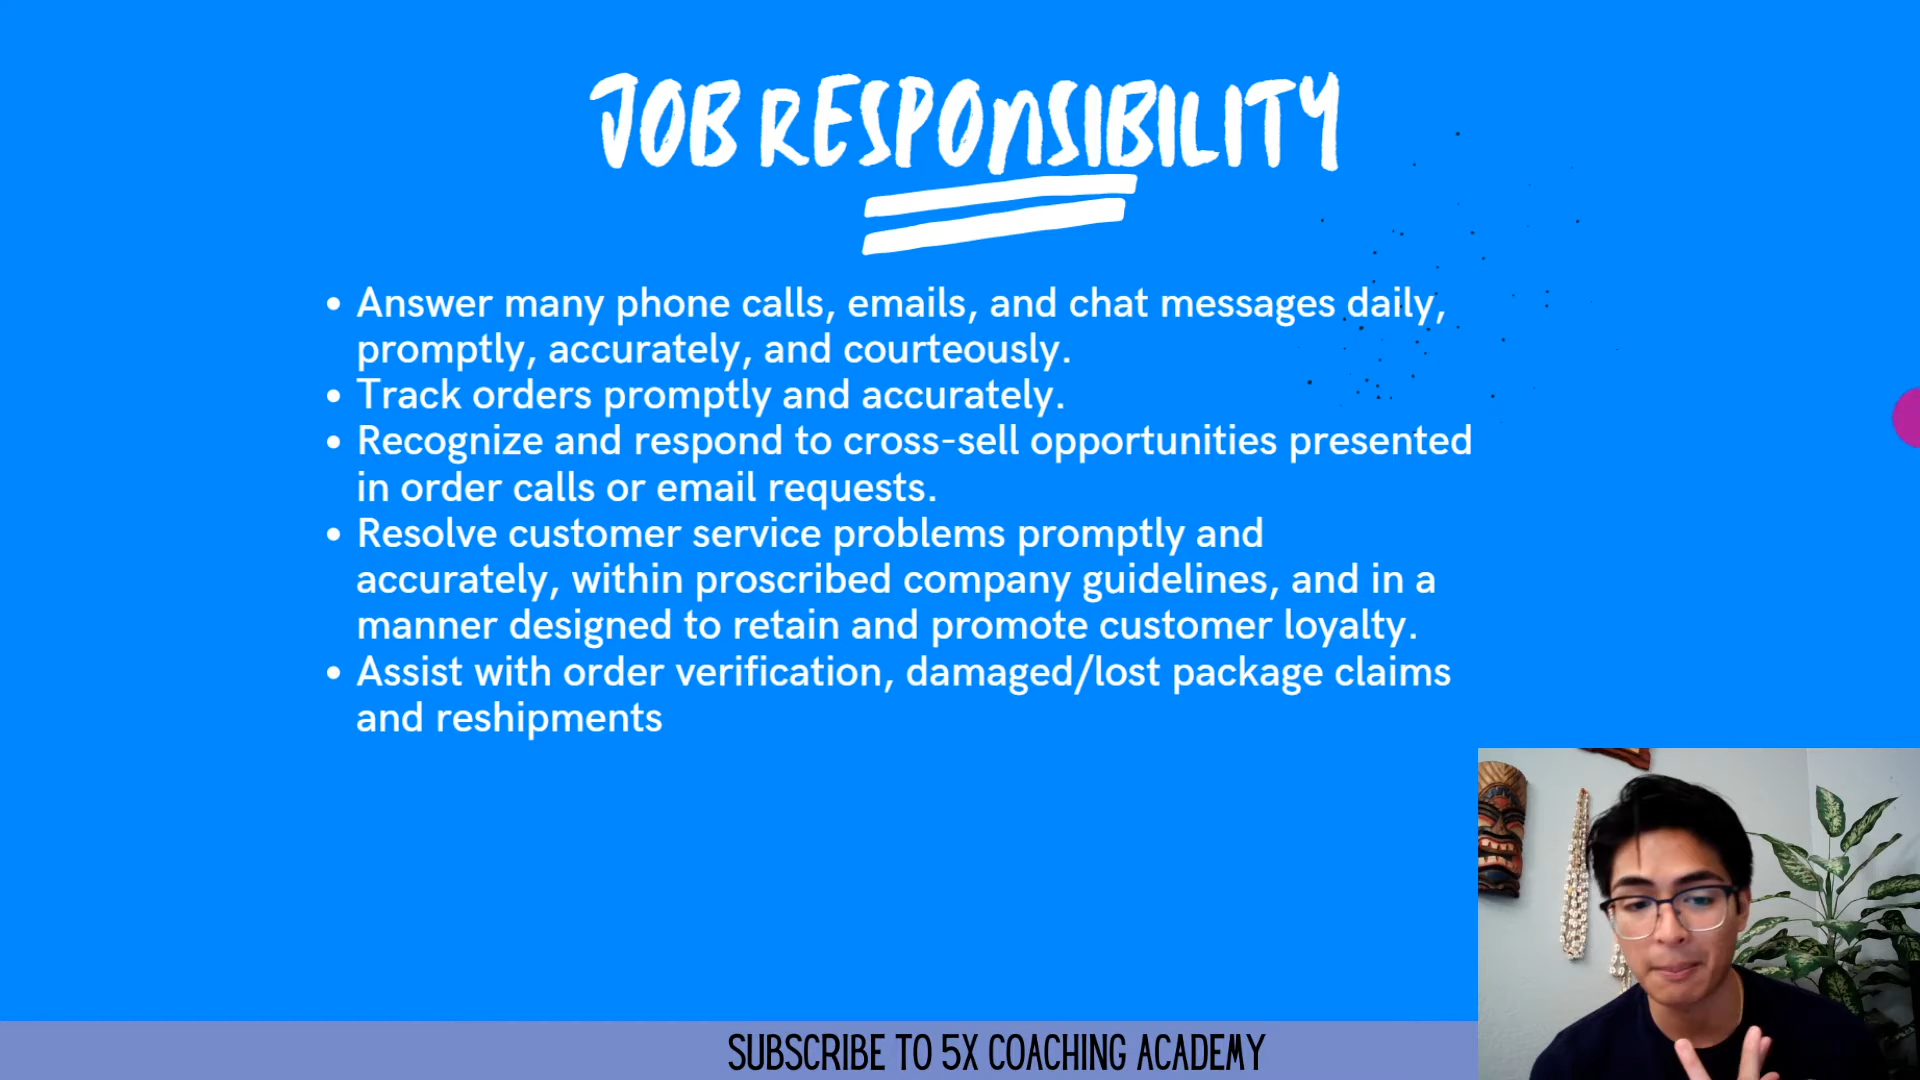 JOB RESPONSIBILITY
• Answer many phone calls, emails, and chat messages daily,
promptly, accurately, and courteously.
• Track orders promptly and accurately.
• Recognize and respond to cross-sell opportunities presented
in order calls or email requests.
• Resolve customer service problems promptly and
accurately, within proscribed company guidelines, and in a
manner designed to retain and promote customer loyalty.
• Assist with order verification, damaged/lost package claims
and reshipments
SUBSCRIBE TO 5X COACHING ACADEMY